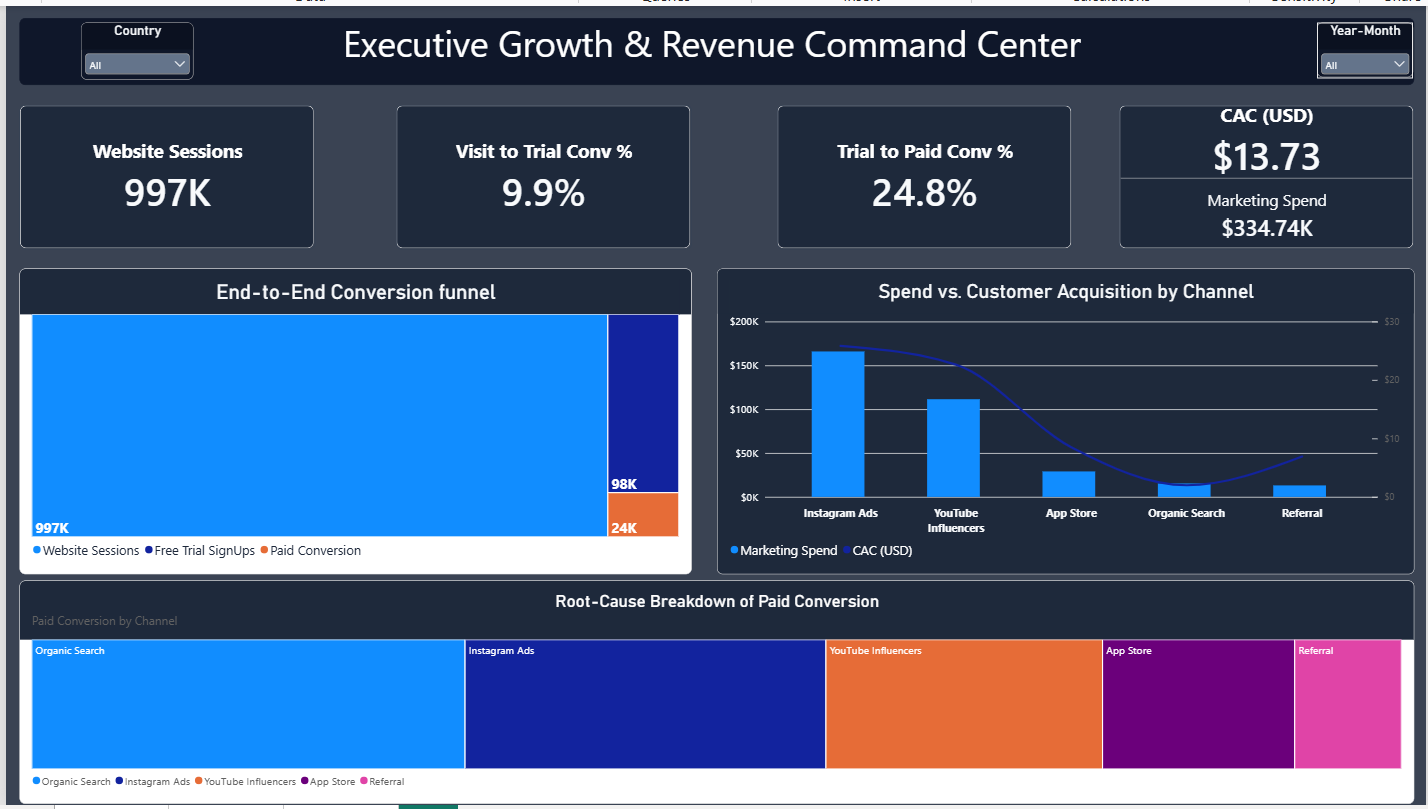 Country
All
Executive Growth & Revenue Command Center
Year-Month
All
Website Sessions
997K
Visit to Trial Conv %
9.9%
Trial to Paid Conv %
24.8%
CAC (USD)
$13.73
Marketing Spend
$334.74K
End-to-End Conversion funnel
997K
98K
24K
Website Sessions Free Trial SignUps Paid Conversion
Spend vs. Customer Acquisition by Channel
$200K
$150K
$100K
$50K
$0K
$30
$20
$10
$0
Instagram Ads
YouTube
Influencers
App Store
Organic Search
Referral
Marketing Spend CAC (USD)
Root-Cause Breakdown of Paid Conversion
Paid Conversion by Channel
Organic Search
Instagram Ads
YouTube Influencers
App Store
Referral
Organic Search Instagram Ads YouTube Influencers App Store Referral